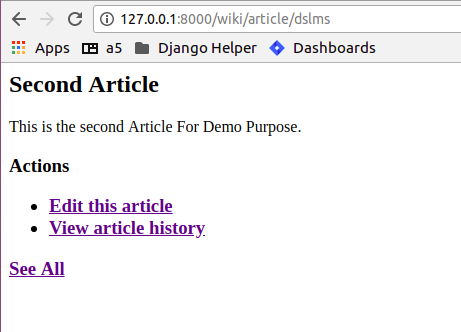 127.0.0.1:8000/wiki/article/dslms
Apps a5 Django Helper Dashboards
Second Article
This is the second Article For Demo Purpose.
Actions
Edit this article
View article history
See All